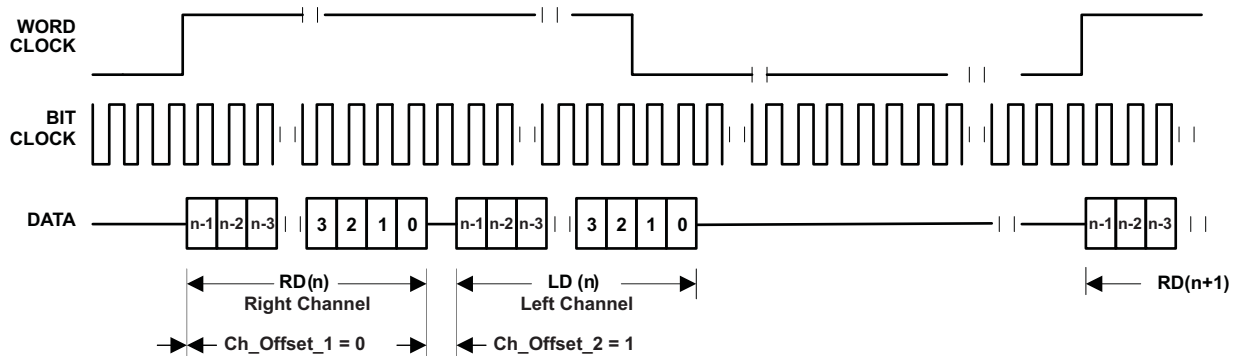 WORD
CLOCK
BIT
CLOCK
DATA
n-1 n-2 n-3 3 2 1 0 n-1 n-2 n-3 3 2 1 0 n-1 n-2 n-3
RD(n) LD (n) RD(n+1)
Right Channel Left Channel
Ch_Offset_1 = 0 Ch_Offset_2 = 1